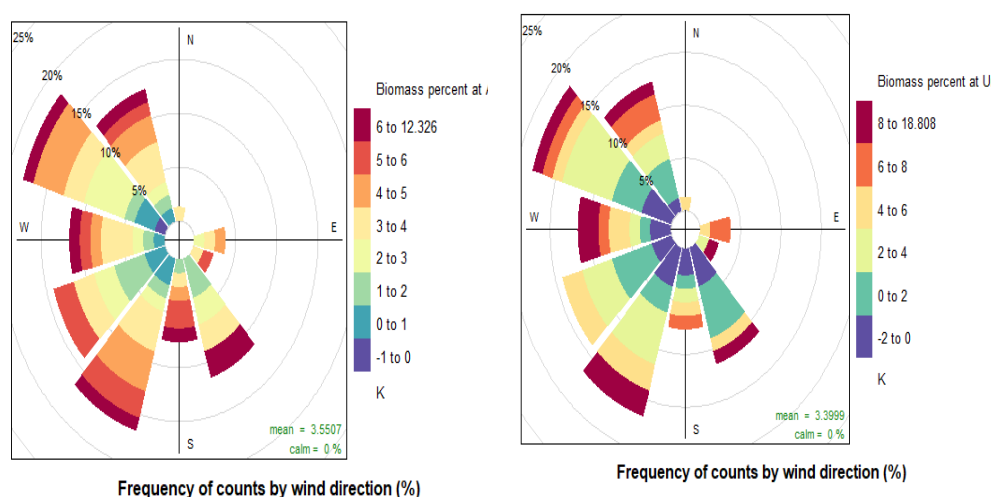 25%
20%
15%
10%
5%
N
W
E
S
Biomass percent at
6 to 12.326
5 to 6
4 to 5
3 to 4
2 to 3
1 to 2
0 to 1
-1 to 0
K
mean = 3.5507
calm = 0 %
Frequency of counts by wind direction (%)
25%
20%
15%
10%
5%
N
W
E
S
Biomass percent at U
8 to 18.808
6 to 8
4 to 6
2 to 4
0 to 2
-2 to 0
K
mean = 3.3999
calm = 0 %
Frequency of counts by wind direction (%)